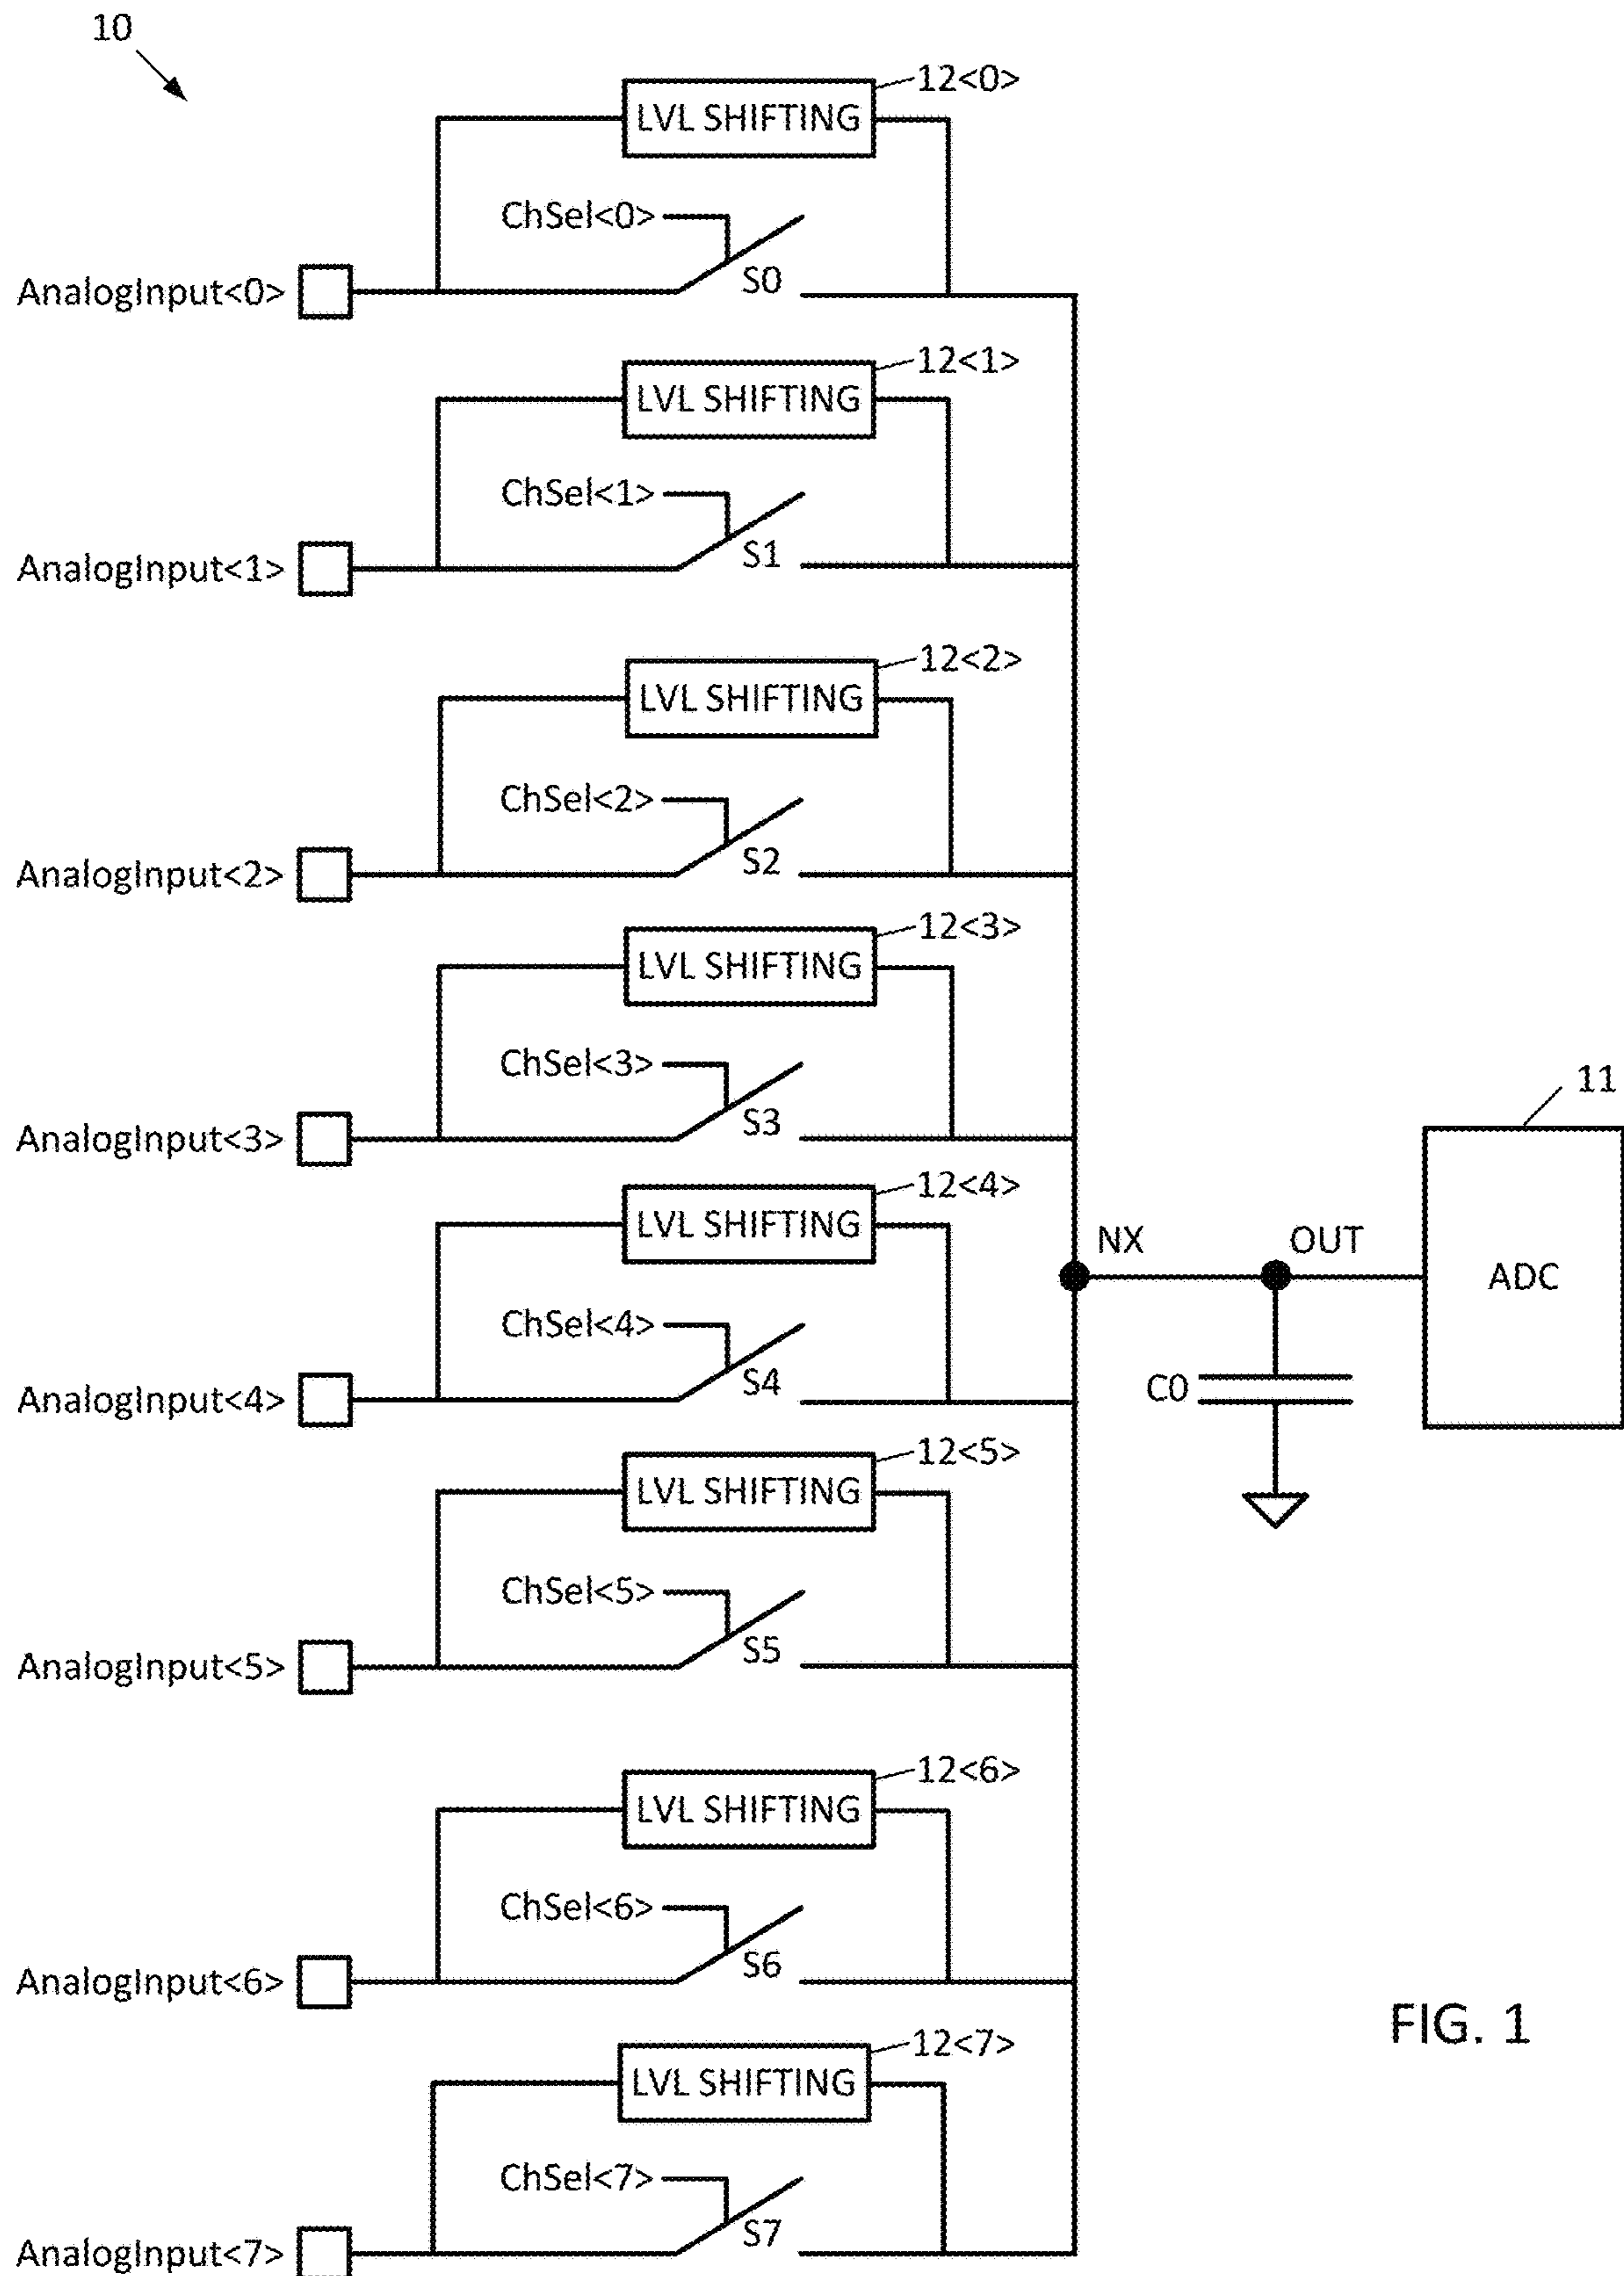 10
12<0>
LVL SHIFTING
ChSel<0>
S0
AnalogInput<0>
12<1>
LVL SHIFTING
ChSel<1>
S1
AnalogInput<1>
12<2>
LVL SHIFTING
ChSel<2>
S2
AnalogInput<2>
12<3>
LVL SHIFTING
ChSel<3>
S3
AnalogInput<3>
11
12<4>
LVL SHIFTING
NX
OUT
ADC
ChSel<4>
S4
C0
AnalogInput<4>
12<5>
LVL SHIFTING
ChSel<5>
S5
AnalogInput<5>
12<6>
LVL SHIFTING
ChSel<6>
S6
AnalogInput<6>
FIG. 1
12<7>
LVL SHIFTING
ChSel<7>
S7
AnalogInput<7>